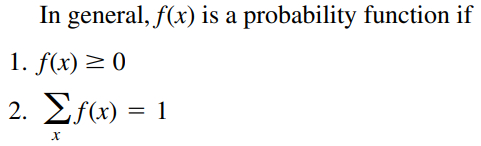 In general, f(x) is a probability function if
1. f(x) ≥ 0
2. ∑ f(x) = 1
x